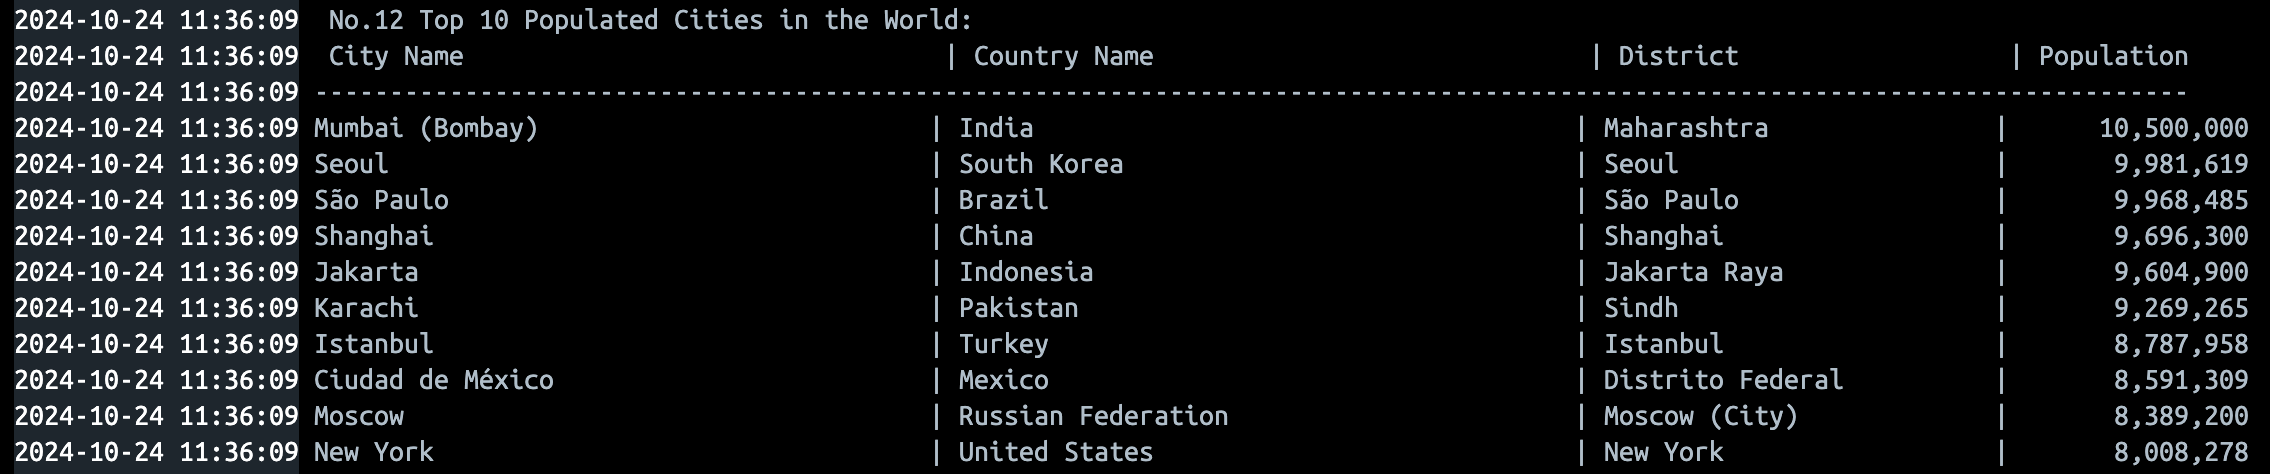 2024-10-24 11:36:09 No.12 Top 10 Populated Cities in the World:
2024-10-24 11:36:09 City Name | Country Name | District | Population
2024-10-24 11:36:09 -----------------------------------------------------------------------------------------------------------------------------
2024-10-24 11:36:09 Mumbai (Bombay) | India | Maharashtra | 10,500,000
2024-10-24 11:36:09 Seoul | South Korea | Seoul | 9,981,619
2024-10-24 11:36:09 São Paulo | Brazil | São Paulo | 9,968,485
2024-10-24 11:36:09 Shanghai | China | Shanghai | 9,696,300
2024-10-24 11:36:09 Jakarta | Indonesia | Jakarta Raya | 9,604,900
2024-10-24 11:36:09 Karachi | Pakistan | Sindh | 9,269,265
2024-10-24 11:36:09 Istanbul | Turkey | Istanbul | 8,787,958
2024-10-24 11:36:09 Ciudad de México | Mexico | Distrito Federal | 8,591,309
2024-10-24 11:36:09 Moscow | Russian Federation | Moscow (City) | 8,389,200
2024-10-24 11:36:09 New York | United States | New York | 8,008,278